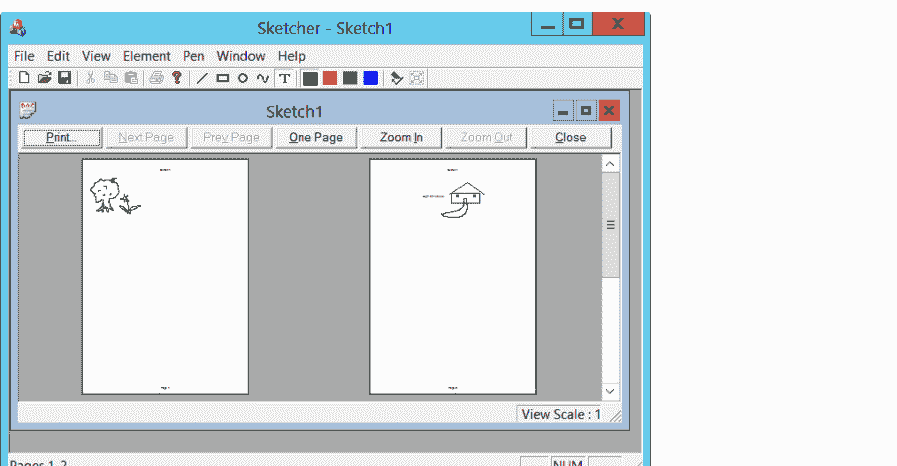 Sketcher - Sketch1
File Edit View Element Pen Window Help
T
Sketch1
Print... Next Page Prev Page One Page Zoom In Zoom Out Close
View Scale : 1
Pages 1-2 NUM